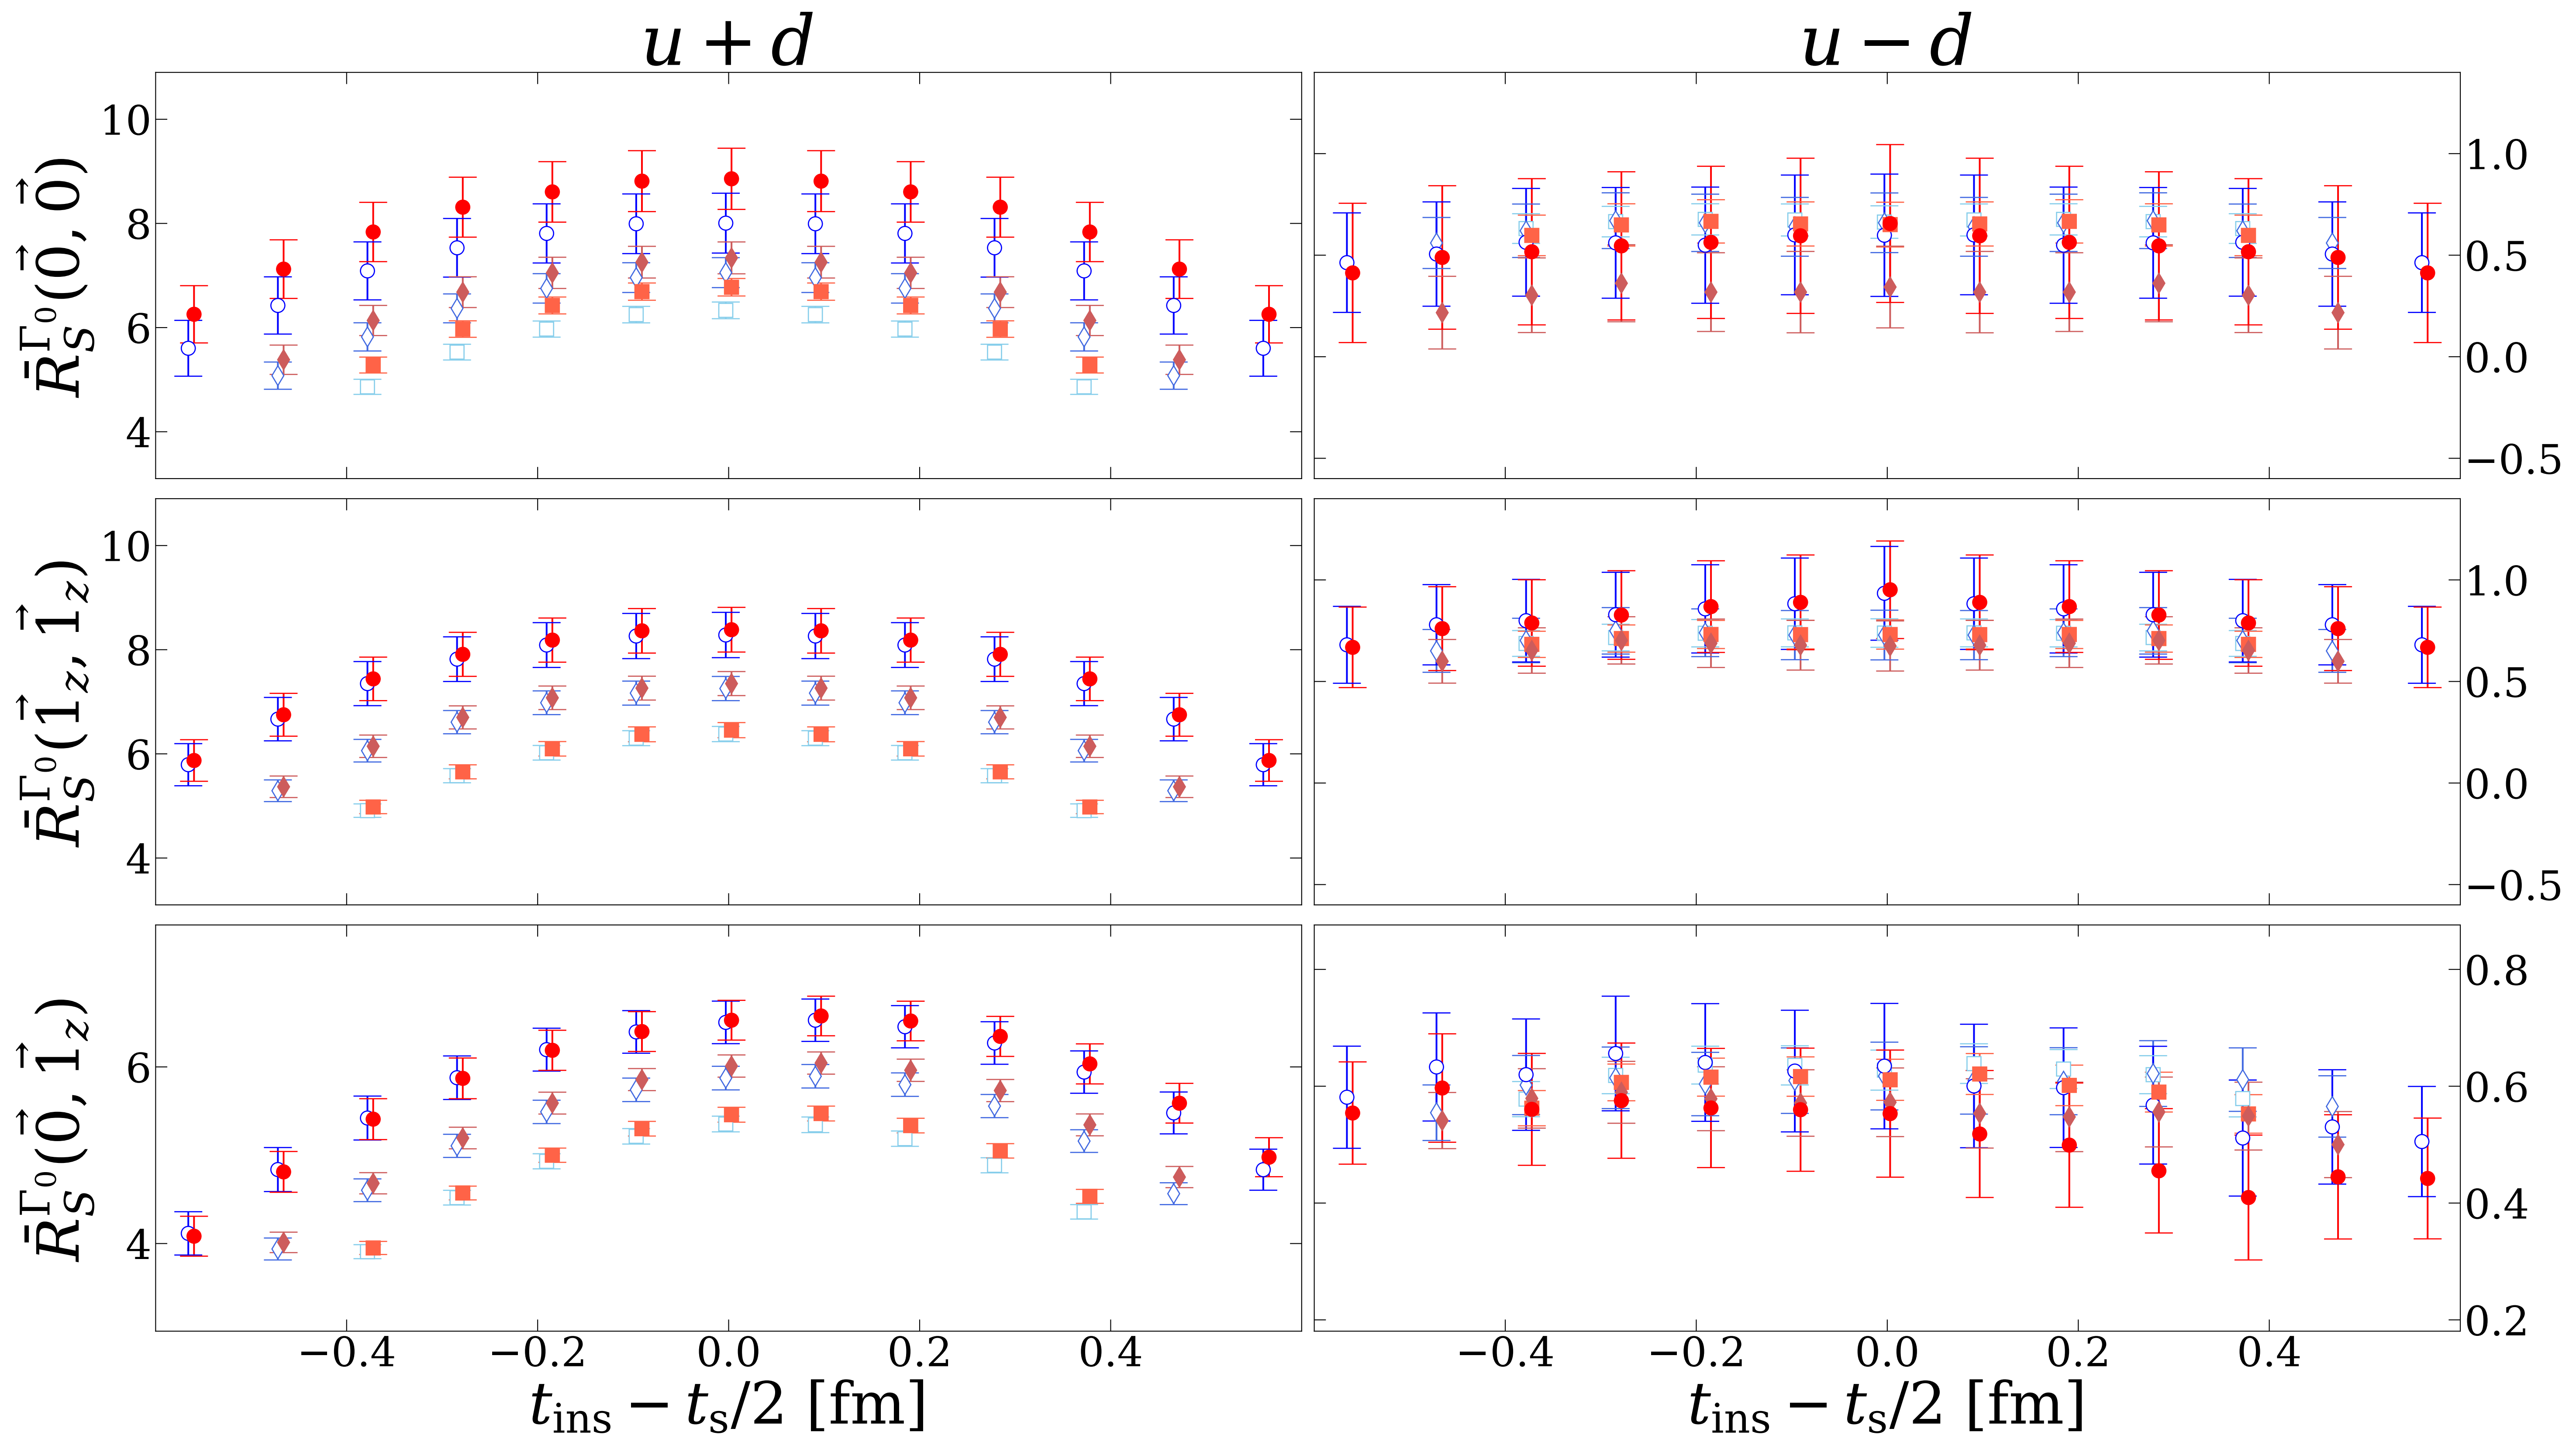 u + d
u − d
R̄_S^{Γ^0}(0⃗, 0⃗)
10
8
6
4
1.0
0.5
0.0
−0.5
R̄_S^{Γ^0}(1⃗_z, 1⃗_z)
10
8
6
4
1.0
0.5
0.0
−0.5
R̄_S^{Γ^0}(0⃗, 1⃗_z)
6
4
0.8
0.6
0.4
0.2
−0.4 −0.2 0.0 0.2 0.4
−0.4 −0.2 0.0 0.2 0.4
t_ins − t_s/2 [fm]
t_ins − t_s/2 [fm]